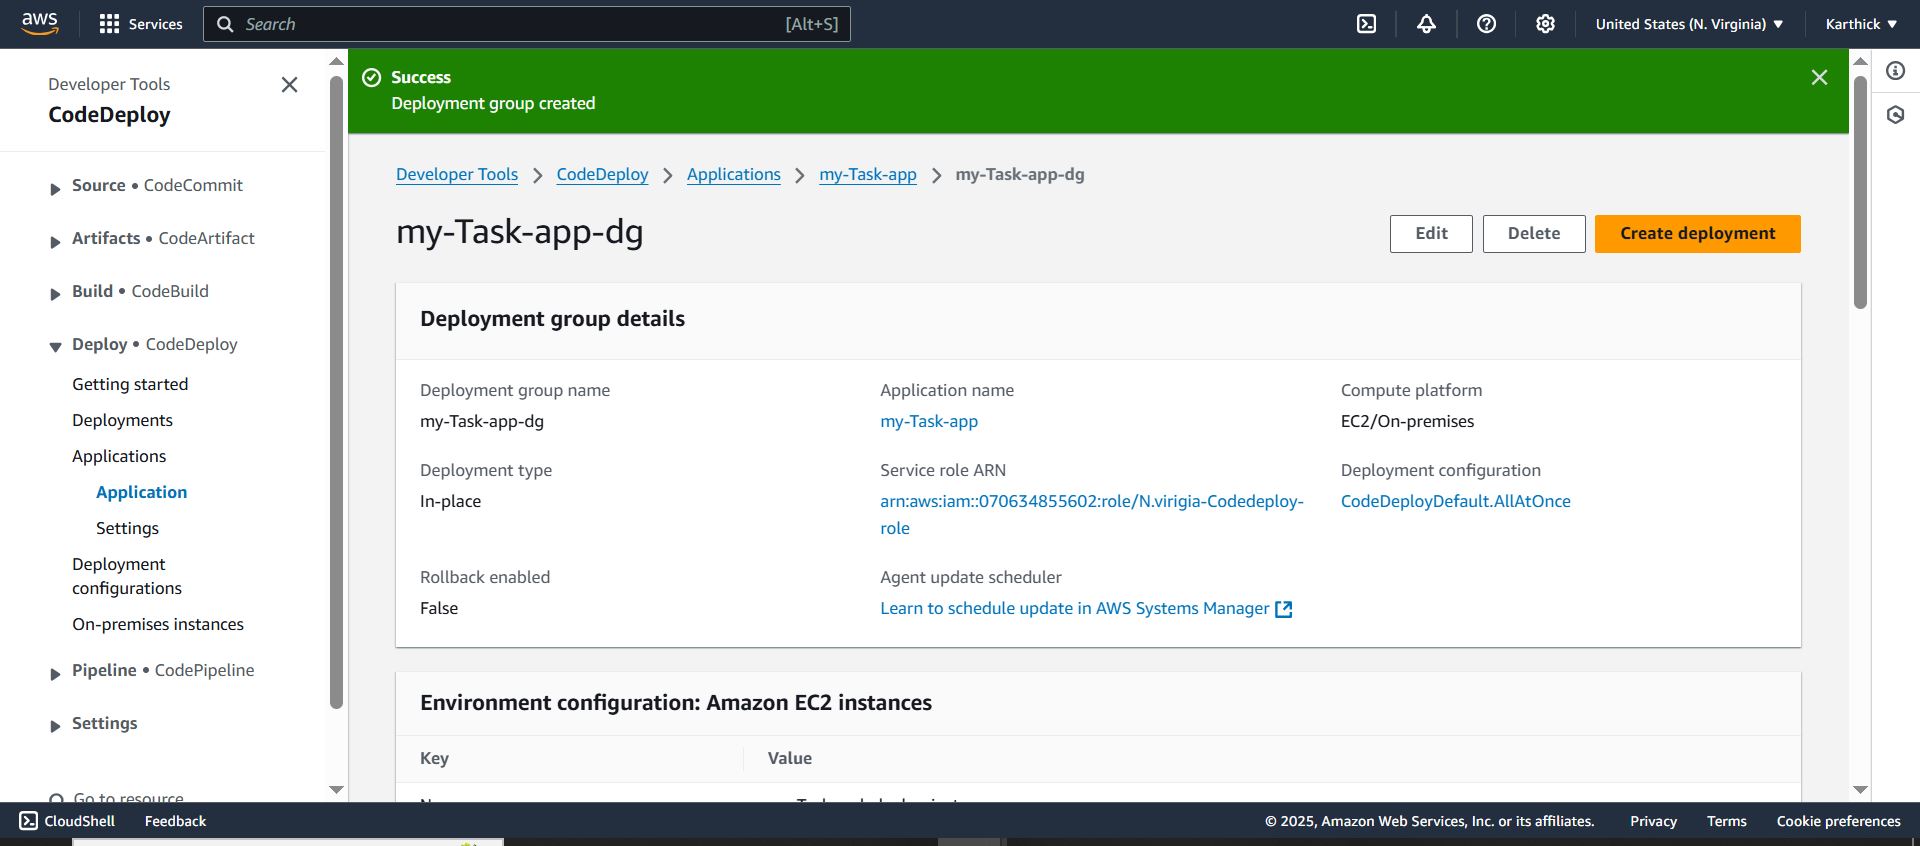 aws
Services
Search
[Alt+S]
United States (N. Virginia)
Karthick
Developer Tools
CodeDeploy
Source • CodeCommit
Artifacts • CodeArtifact
Build • CodeBuild
Deploy • CodeDeploy
Getting started
Deployments
Applications
Application
Settings
Deployment
configurations
On-premises instances
Pipeline • CodePipeline
Settings
Go to resource
Success
Deployment group created
Developer Tools > CodeDeploy > Applications > my-Task-app > my-Task-app-dg
my-Task-app-dg
Edit
Delete
Create deployment
Deployment group details
Deployment group name
my-Task-app-dg
Application name
my-Task-app
Compute platform
EC2/On-premises
Deployment type
In-place
Service role ARN
arn:aws:iam::070634855602:role/N.virigia-Codedeploy-
role
Deployment configuration
CodeDeployDefault.AllAtOnce
Rollback enabled
False
Agent update scheduler
Learn to schedule update in AWS Systems Manager
Environment configuration: Amazon EC2 instances
Key
Value
CloudShell
Feedback
© 2025, Amazon Web Services, Inc. or its affiliates.
Privacy
Terms
Cookie preferences